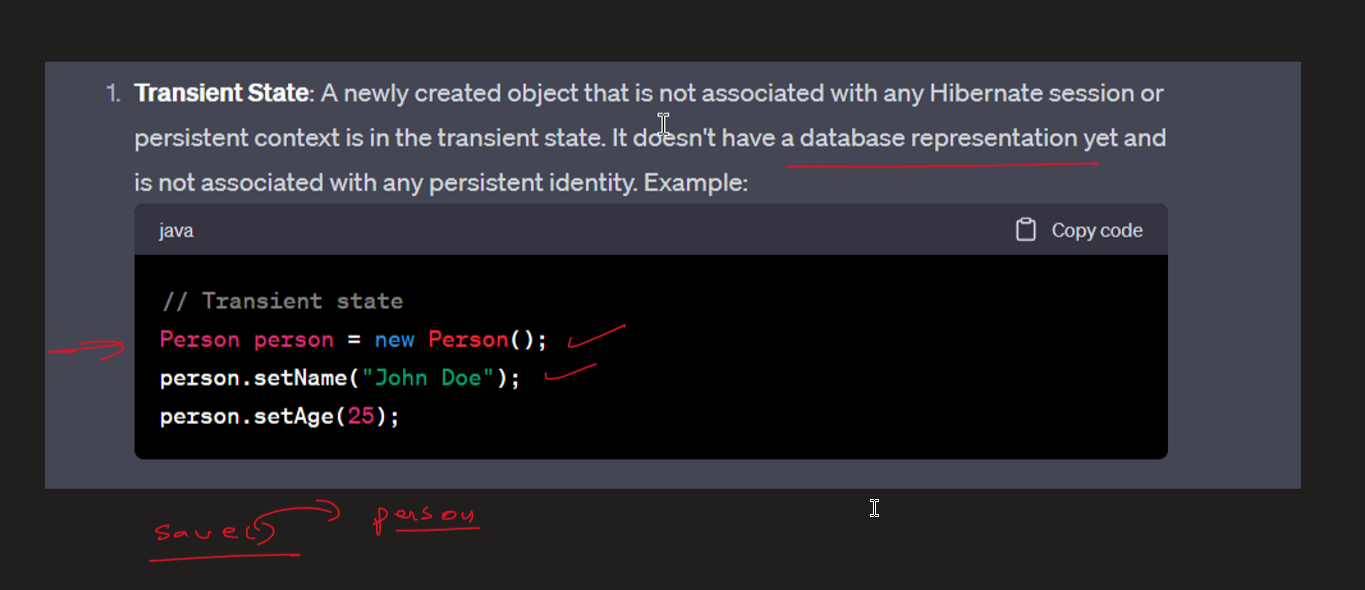 1. Transient State: A newly created object that is not associated with any Hibernate session or
persistent context is in the transient state. It doesn't have a database representation yet and
is not associated with any persistent identity. Example:
java Copy code
// Transient state
Person person = new Person();
person.setName("John Doe");
person.setAge(25);
save() person